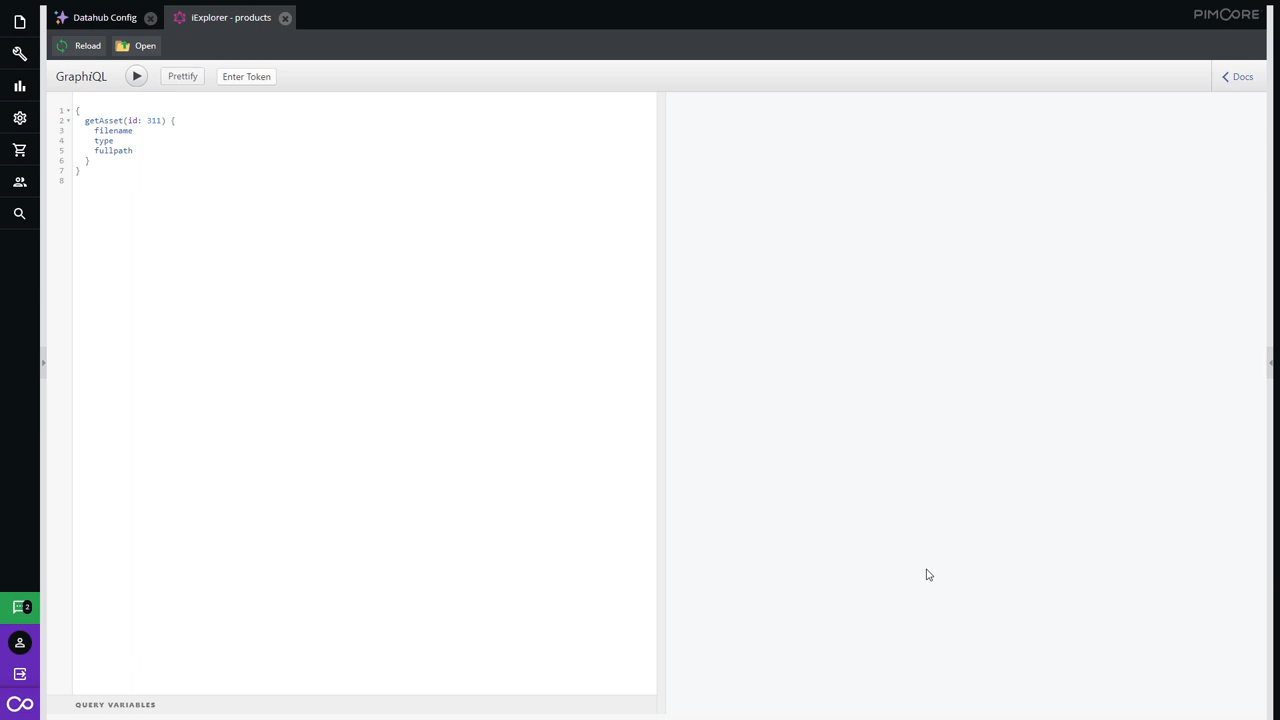 Datahub Config
iExplorer - products
PIMCORE
Reload
Open
GraphiQL
Prettify
Enter Token
Docs
1 {
2 getAsset(id: 311) {
3 filename
4 type
5 fullpath
6 }
7 }
8
2
QUERY VARIABLES